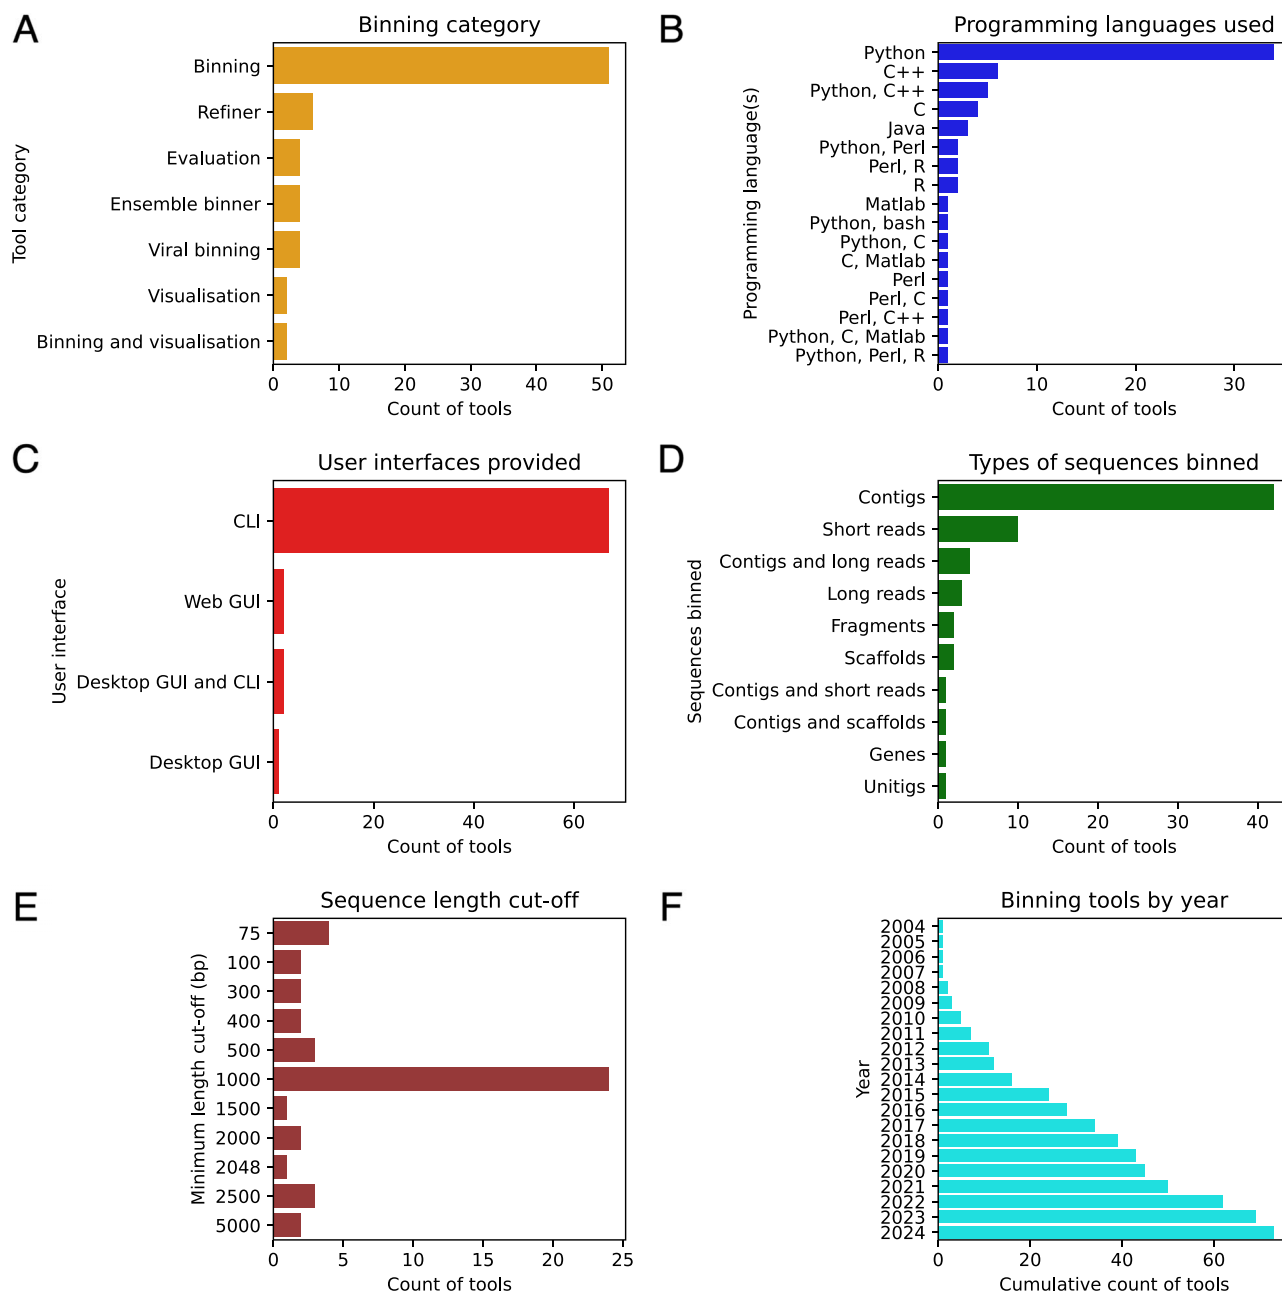 A
Binning category
Tool category
Binning
Refiner
Evaluation
Ensemble binner
Viral binning
Visualisation
Binning and visualisation
0 10 20 30 40 50
Count of tools
B
Programming languages used
Programming language(s)
Python
C++
Python, C++
C
Java
Python, Perl
Perl, R
R
Matlab
Python, bash
Python, C
C, Matlab
Perl
Perl, C
Perl, C++
Python, C, Matlab
Python, Perl, R
0 10 20 30
Count of tools
C
User interfaces provided
User interface
CLI
Web GUI
Desktop GUI and CLI
Desktop GUI
0 20 40 60
Count of tools
D
Types of sequences binned
Sequences binned
Contigs
Short reads
Contigs and long reads
Long reads
Fragments
Scaffolds
Contigs and short reads
Contigs and scaffolds
Genes
Unitigs
0 10 20 30 40
Count of tools
E
Sequence length cut-off
Minimum length cut-off (bp)
75
100
300
400
500
1000
1500
2000
2048
2500
5000
0 5 10 15 20 25
Count of tools
F
Binning tools by year
Year
2004
2005
2006
2007
2008
2009
2010
2011
2012
2013
2014
2015
2016
2017
2018
2019
2020
2021
2022
2023
2024
0 20 40 60
Cumulative count of tools